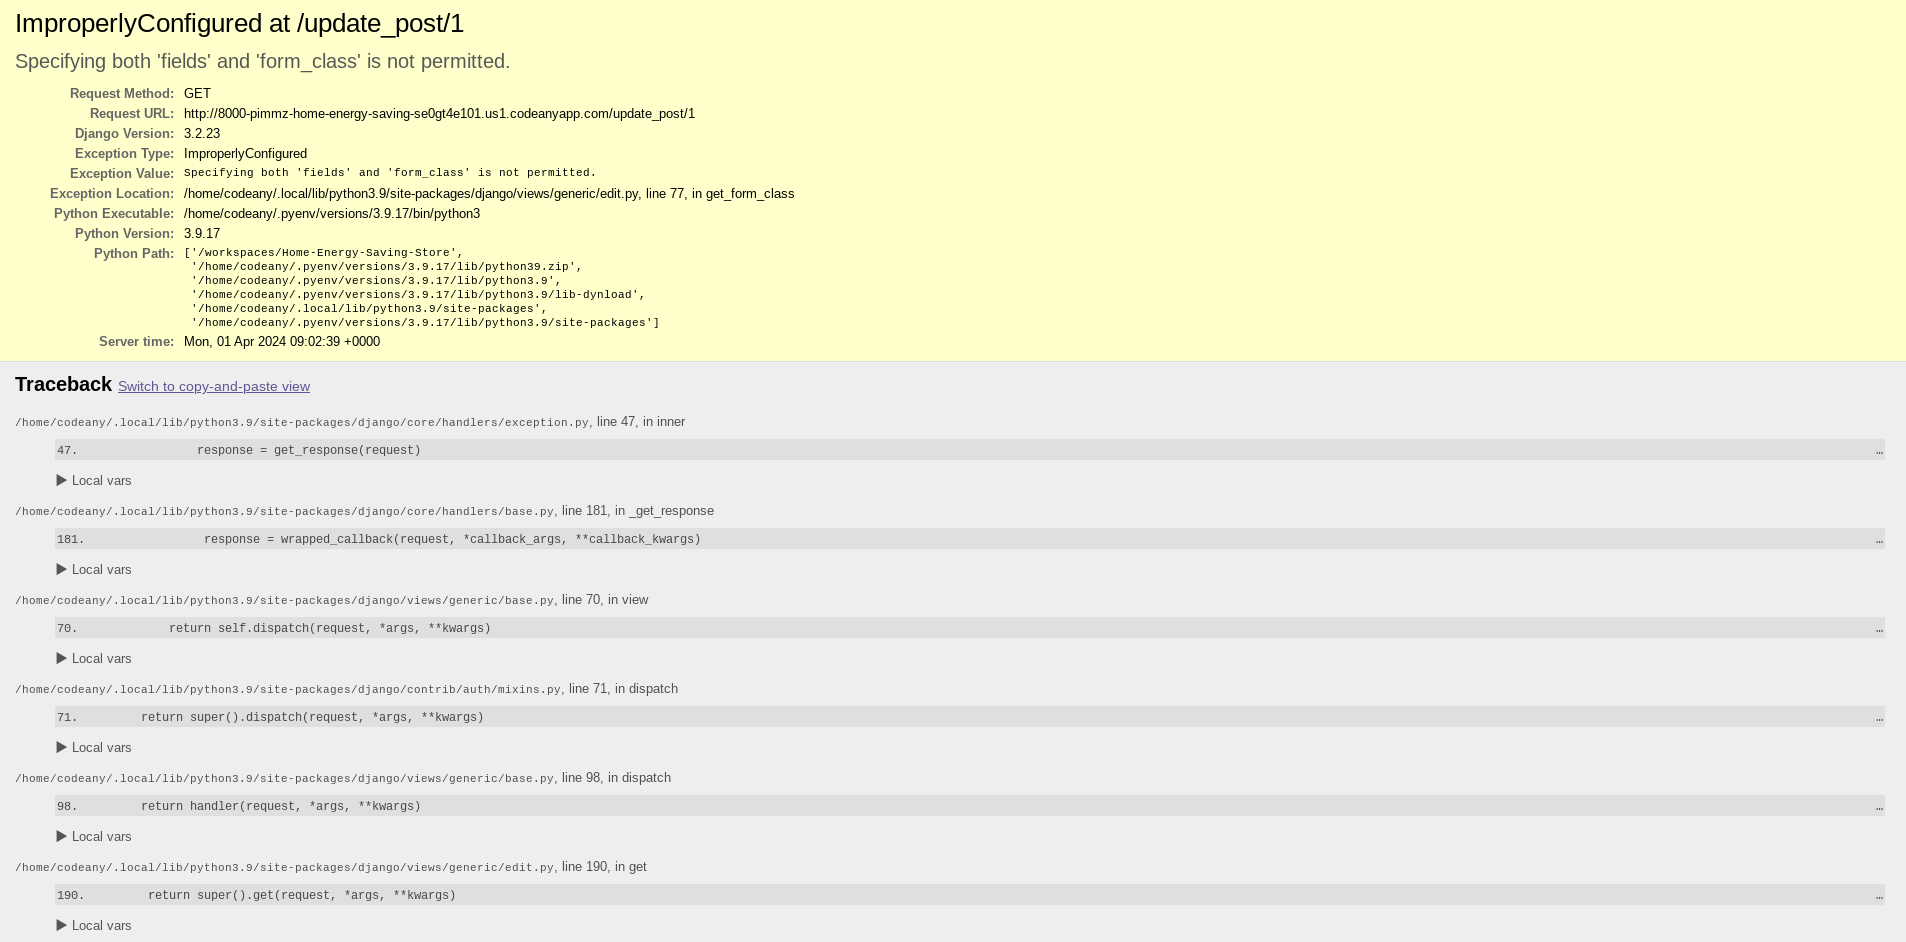 ImproperlyConfigured at /update_post/1
Specifying both 'fields' and 'form_class' is not permitted.
Request Method: GET
Request URL: http://8000-pimmz-home-energy-saving-se0gt4e101.us1.codeanyapp.com/update_post/1
Django Version: 3.2.23
Exception Type: ImproperlyConfigured
Exception Value: Specifying both 'fields' and 'form_class' is not permitted.
Exception Location: /home/codeany/.local/lib/python3.9/site-packages/django/views/generic/edit.py, line 77, in get_form_class
Python Executable: /home/codeany/.pyenv/versions/3.9.17/bin/python3
Python Version: 3.9.17
Python Path: ['/workspaces/Home-Energy-Saving-Store',
'/home/codeany/.pyenv/versions/3.9.17/lib/python39.zip',
'/home/codeany/.pyenv/versions/3.9.17/lib/python3.9',
'/home/codeany/.pyenv/versions/3.9.17/lib/python3.9/lib-dynload',
'/home/codeany/.local/lib/python3.9/site-packages',
'/home/codeany/.pyenv/versions/3.9.17/lib/python3.9/site-packages']
Server time: Mon, 01 Apr 2024 09:02:39 +0000
Traceback Switch to copy-and-paste view
/home/codeany/.local/lib/python3.9/site-packages/django/core/handlers/exception.py, line 47, in inner
47. response = get_response(request) …
▶ Local vars
/home/codeany/.local/lib/python3.9/site-packages/django/core/handlers/base.py, line 181, in _get_response
181. response = wrapped_callback(request, *callback_args, **callback_kwargs) …
▶ Local vars
/home/codeany/.local/lib/python3.9/site-packages/django/views/generic/base.py, line 70, in view
70. return self.dispatch(request, *args, **kwargs) …
▶ Local vars
/home/codeany/.local/lib/python3.9/site-packages/django/contrib/auth/mixins.py, line 71, in dispatch
71. return super().dispatch(request, *args, **kwargs) …
▶ Local vars
/home/codeany/.local/lib/python3.9/site-packages/django/views/generic/base.py, line 98, in dispatch
98. return handler(request, *args, **kwargs) …
▶ Local vars
/home/codeany/.local/lib/python3.9/site-packages/django/views/generic/edit.py, line 190, in get
190. return super().get(request, *args, **kwargs) …
▶ Local vars